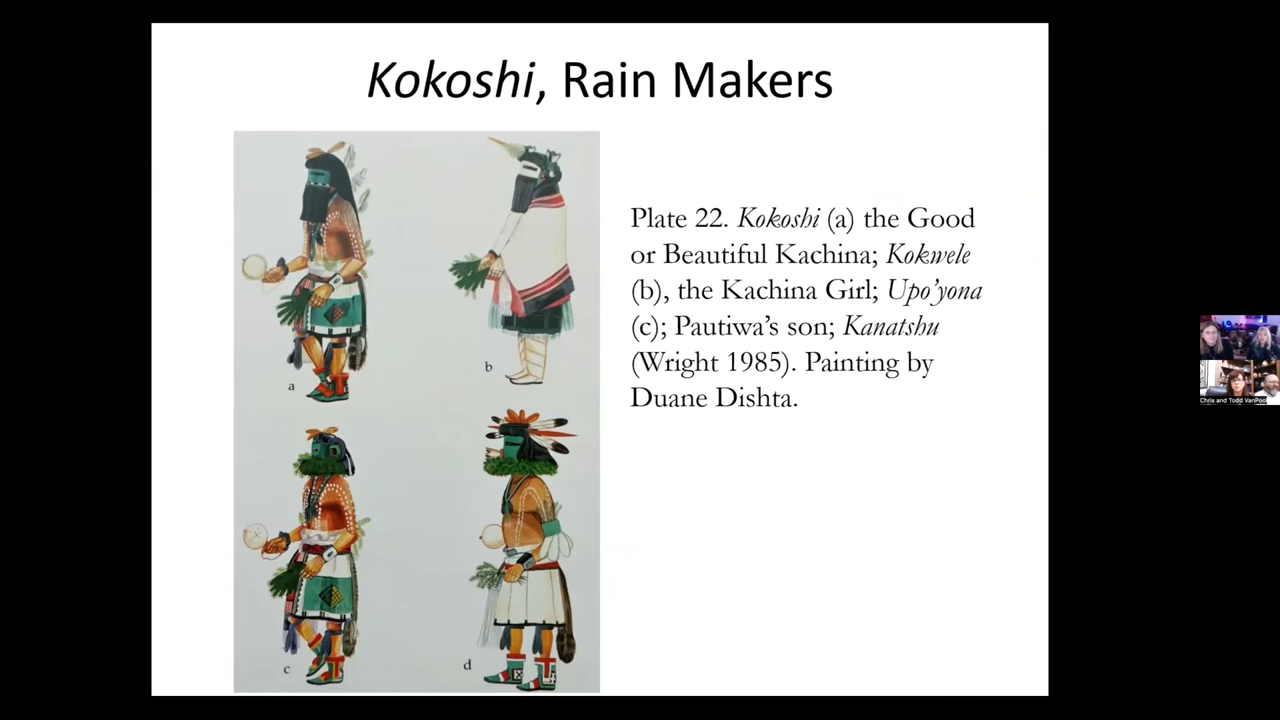 Kokoshi, Rain Makers
a
b
c
d
Plate 22. Kokoshi (a) the Good
or Beautiful Kachina; Kokwele
(b), the Kachina Girl; Upo’yona
(c); Pautiwa’s son; Kanatshu
(Wright 1985). Painting by
Duane Dishta.
Chris and Todd VanPool